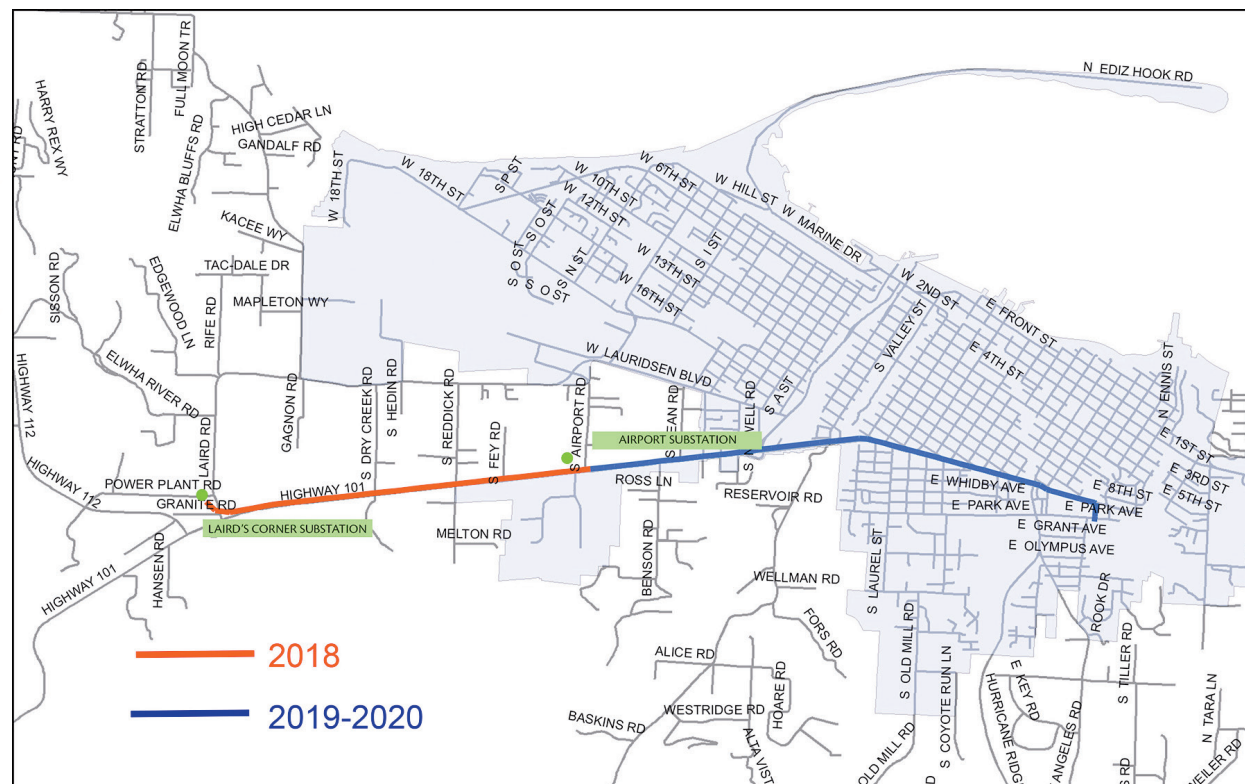 N EDIZ HOOK RD
FULL MOON TR
STRATTON RD
HARRY REX WY
HIGH CEDAR LN
GANDALF RD
ELWHA BLUFFS RD
W 18TH ST
W 18TH ST
S P ST
W 10TH ST
W 12TH ST
W 6TH ST
W HILL ST
W MARINE DR
KACEE WY
S O ST
S O ST
S O ST
S N ST
S I ST
W 13TH ST
W 16TH ST
TAC-DALE DR
MAPLETON WY
SISSON RD
EDGEWOOD LN
RIFE RD
W 2ND ST
E FRONT ST
S VALLEY ST
E 4TH ST
W LAURIDSEN BLVD
S A ST
N ENNIS ST
HIGHWAY 112
ELWHA RIVER RD
LAIRD RD
GAGNON RD
S DRY CREEK RD
S HEDIN RD
S REDDICK RD
S FEY RD
S AIRPORT RD
AIRPORT SUBSTATION
E 1ST ST
E 3RD ST
E 5TH ST
E 8TH ST
HIGHWAY 112
POWER PLANT RD
GRANITE RD
HIGHWAY 101
ROSS LN
RESERVOIR RD
E WHIDBY AVE
E PARK AVE
E PARK AVE
E GRANT AVE
E OLYMPUS AVE
LAIRD'S CORNER SUBSTATION
MELTON RD
HANSEN RD
HIGHWAY 101
BENSON RD
WELLMAN RD
FORS RD
S LAUREL ST
ROOK DR
S OLD MILL RD
S COYOTE RUN LN
S TILLER RD
2018
ALICE RD
HOARE RD
E KEY RD
HURRICANE RIDG
ANGELES RD
N TARA LN
2019-2020
WESTRIDGE RD
BASKINS RD
ALTA VIST
OLD MILL RD